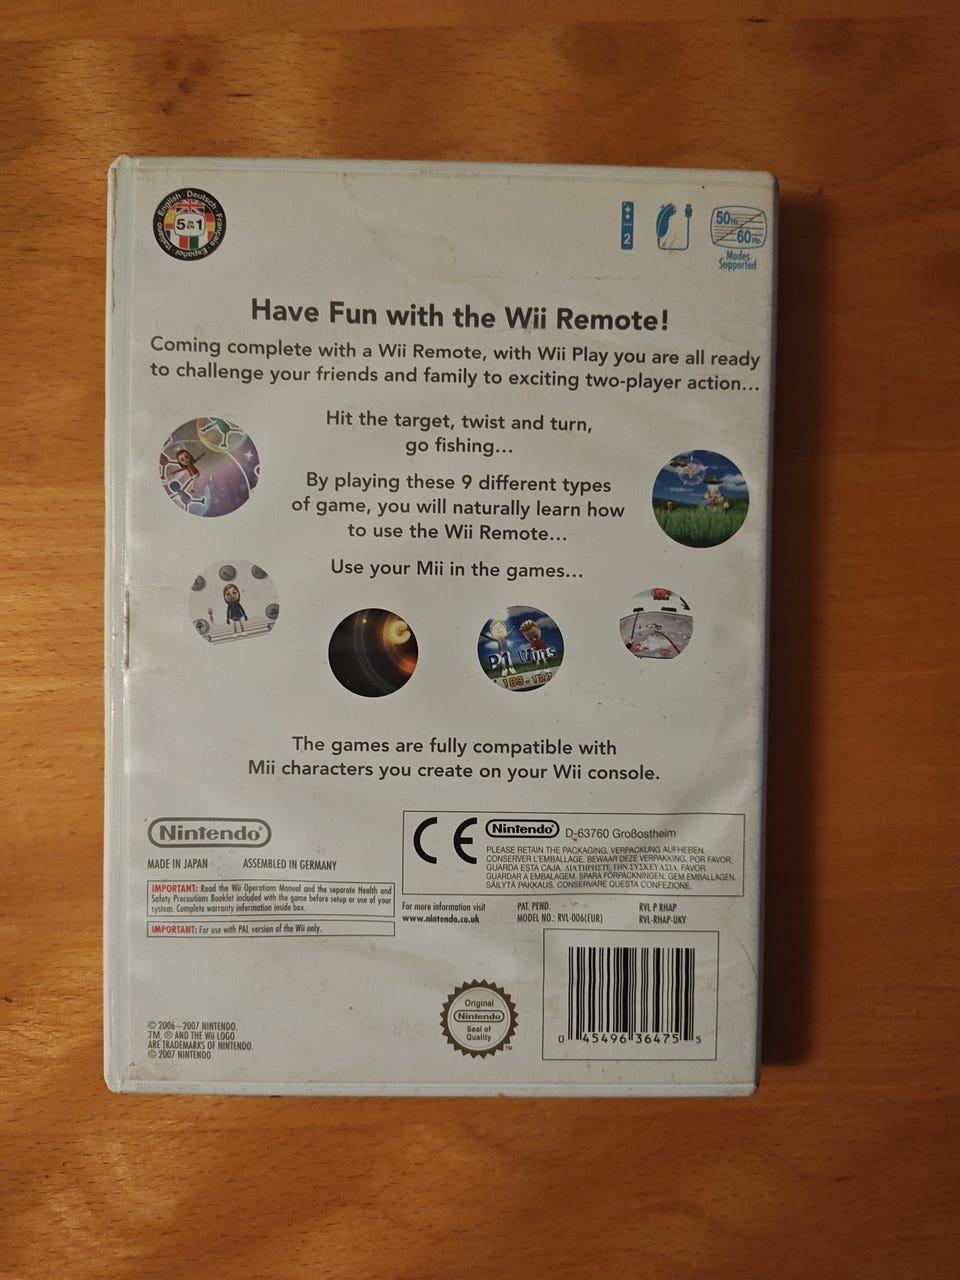 English · Deutsch · Français · Español · Italiano
5 IN EN 1
2
50Hz
60Hz
Modes
Supported
Have Fun with the Wii Remote!
Coming complete with a Wii Remote, with Wii Play you are all ready
to challenge your friends and family to exciting two-player action...
Hit the target, twist and turn,
go fishing...
By playing these 9 different types
of game, you will naturally learn how
to use the Wii Remote...
Use your Mii in the games...
P1 Wins
The games are fully compatible with
Mii characters you create on your Wii console.
Nintendo®
MADE IN JAPAN ASSEMBLED IN GERMANY
IMPORTANT: Read the Wii Operations Manual and the separate Health and
Safety Precautions Booklet included with the game before setup or use of your
system. Complete warranty information inside box.
IMPORTANT: For use with PAL version of the Wii only.
CE Nintendo® D-63760 Großostheim
PLEASE RETAIN THE PACKAGING. VERPACKUNG AUFHEBEN.
CONSERVER L'EMBALLAGE. BEWAAR DEZE VERPAKKING. POR FAVOR,
GUARDA ESTA CAJA. ΔΙΑΤΗΡΗΣΤΕ ΤΗΝ ΣΥΣΚΕΥΑΣΙΑ. FAVOR
GUARDAR A EMBALAGEM. SPARA FÖRPACKNINGEN. GEM EMBALLAGEN.
SÄILYTÄ PAKKAUS. CONSERVARE QUESTA CONFEZIONE.
For more information visit
www.nintendo.co.uk
PAT. PEND.
MODEL NO.: RVL-006(EUR)
RVL P RHAP
RVL-RHAP-UKV
© 2006–2007 NINTENDO.
TM, ® AND THE Wii LOGO
ARE TRADEMARKS OF NINTENDO.
© 2007 NINTENDO.
Original
Nintendo
Seal of
Quality
TM
0 45496 36475 5